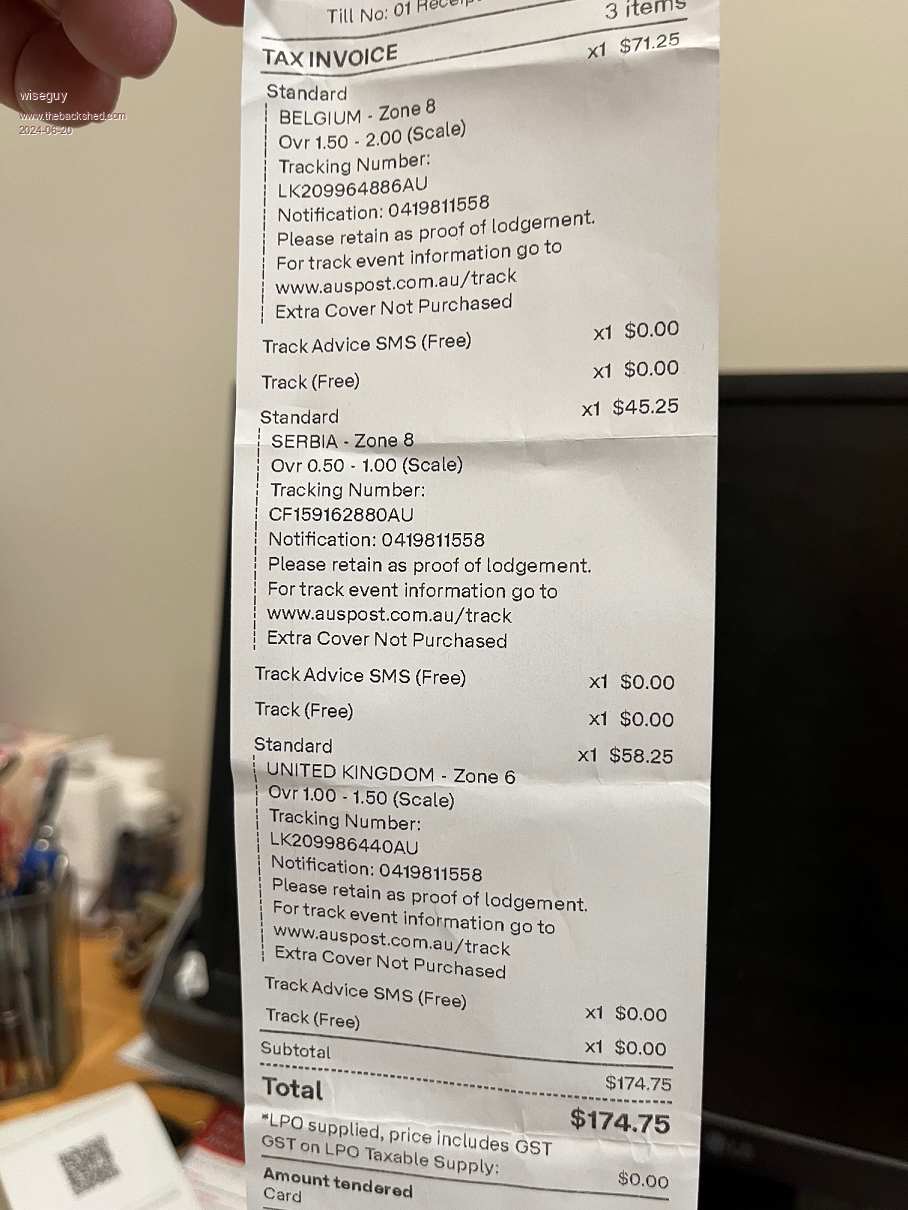 Till No: 01 Receip
3 items
TAX INVOICE
x1 $71.25
wiseguy
www.thebackshed.com
2024-06-20
Standard
BELGIUM - Zone 8
Ovr 1.50 - 2.00 (Scale)
Tracking Number:
LK209964886AU
Notification: 0419811558
Please retain as proof of lodgement.
For track event information go to
www.auspost.com.au/track
Extra Cover Not Purchased
Track Advice SMS (Free) x1 $0.00
Track (Free) x1 $0.00
Standard x1 $45.25
SERBIA - Zone 8
Ovr 0.50 - 1.00 (Scale)
Tracking Number:
CF159162880AU
Notification: 0419811558
Please retain as proof of lodgement.
For track event information go to
www.auspost.com.au/track
Extra Cover Not Purchased
Track Advice SMS (Free) x1 $0.00
Track (Free) x1 $0.00
Standard x1 $58.25
UNITED KINGDOM - Zone 6
Ovr 1.00 - 1.50 (Scale)
Tracking Number:
LK209986440AU
Notification: 0419811558
Please retain as proof of lodgement.
For track event information go to
www.auspost.com.au/track
Extra Cover Not Purchased
Track Advice SMS (Free) x1 $0.00
Track (Free) x1 $0.00
Subtotal $174.75
Total $174.75
*LPO supplied, price includes GST
GST on LPO Taxable Supply: $0.00
Amount tendered
Card
LG